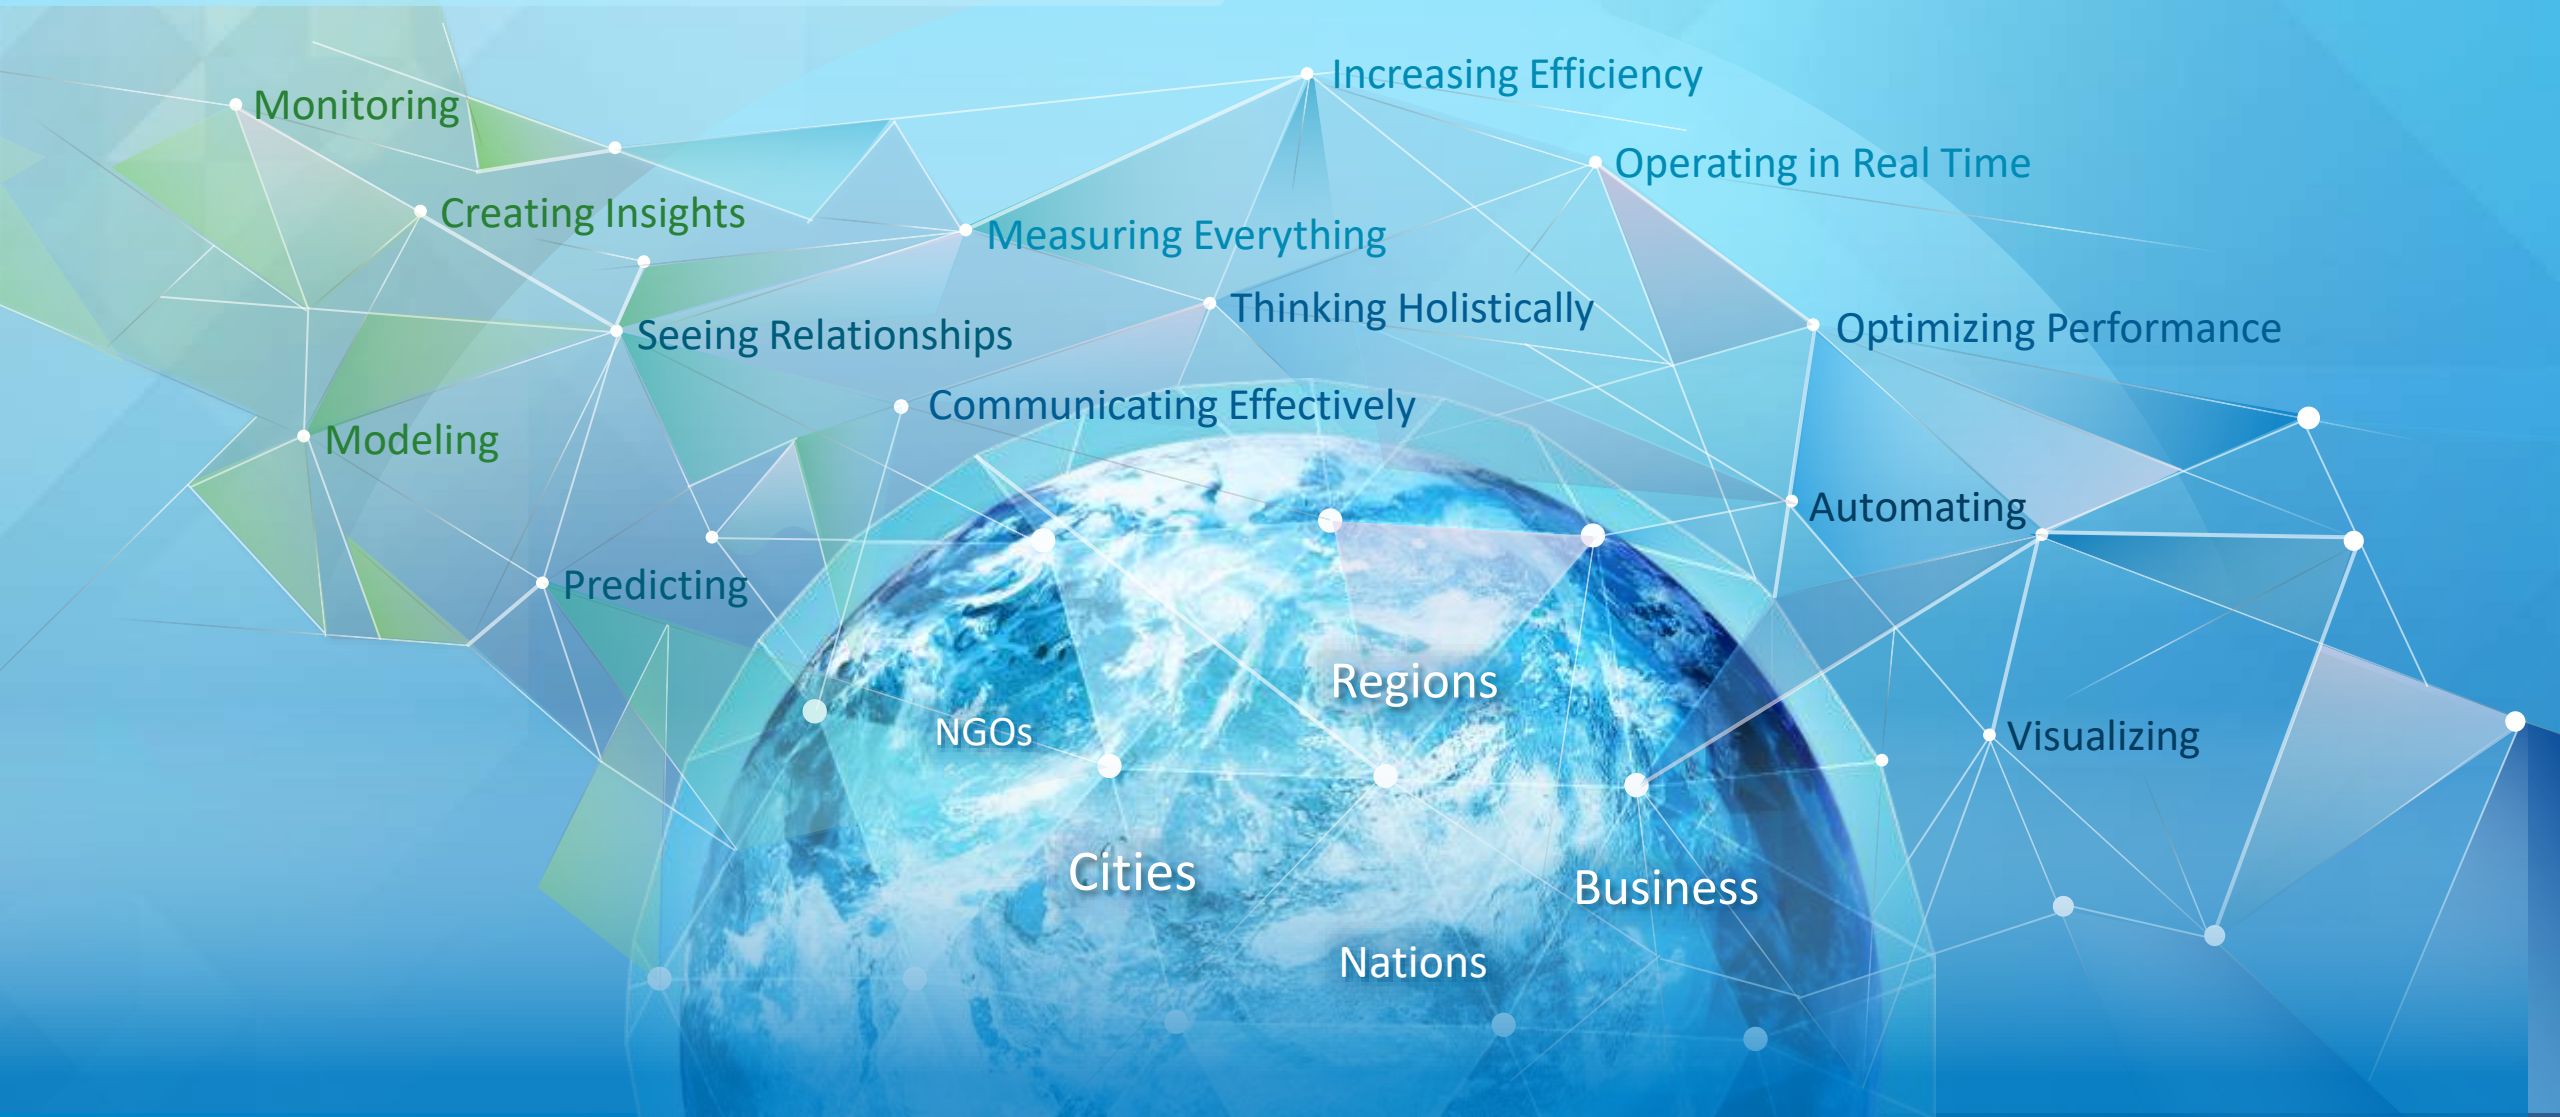 Increasing Efficiency
Monitoring
Operating in Real Time
Creating Insights
Measuring Everything
Thinking Holistically
Optimizing Performance
Seeing Relationships
Communicating Effectively
Modeling
Automating
Predicting
Regions
NGOs
Visualizing
Cities
Business
Nations